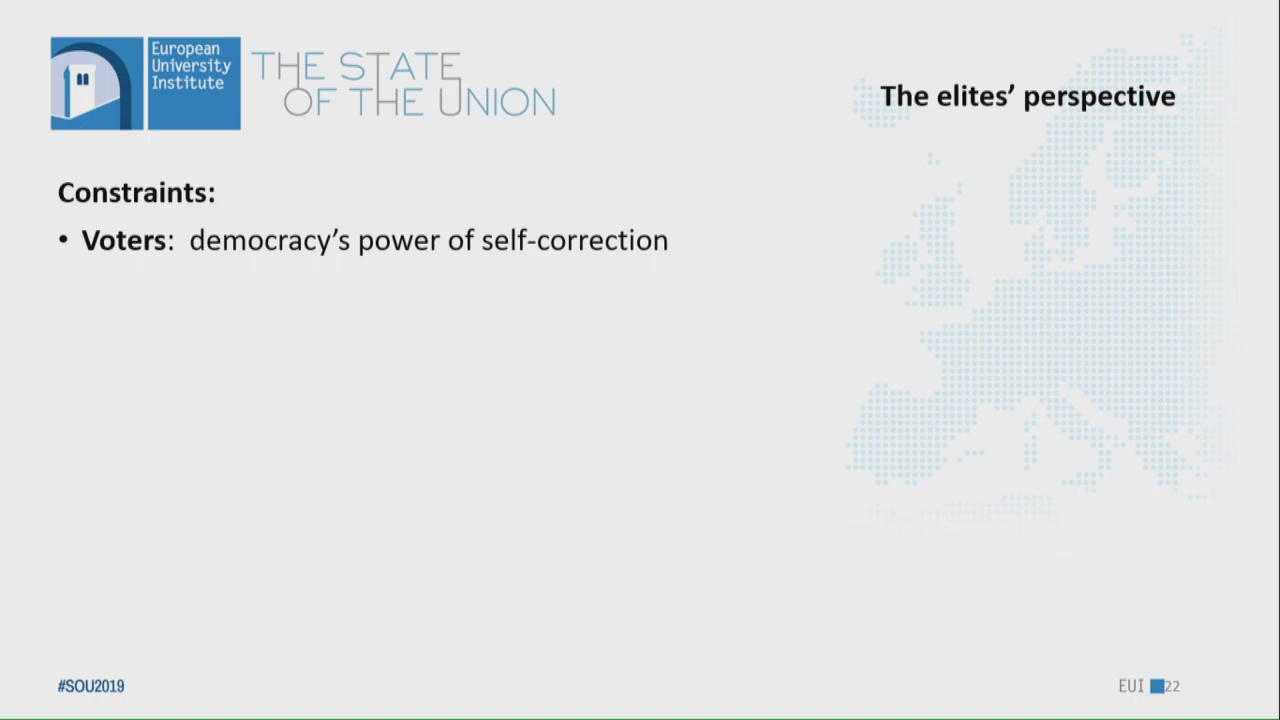 European
University
Institute
THE STATE
OF THE UNION
The elites’ perspective
Constraints:
• Voters: democracy’s power of self-correction
#SOU2019
EUI 22